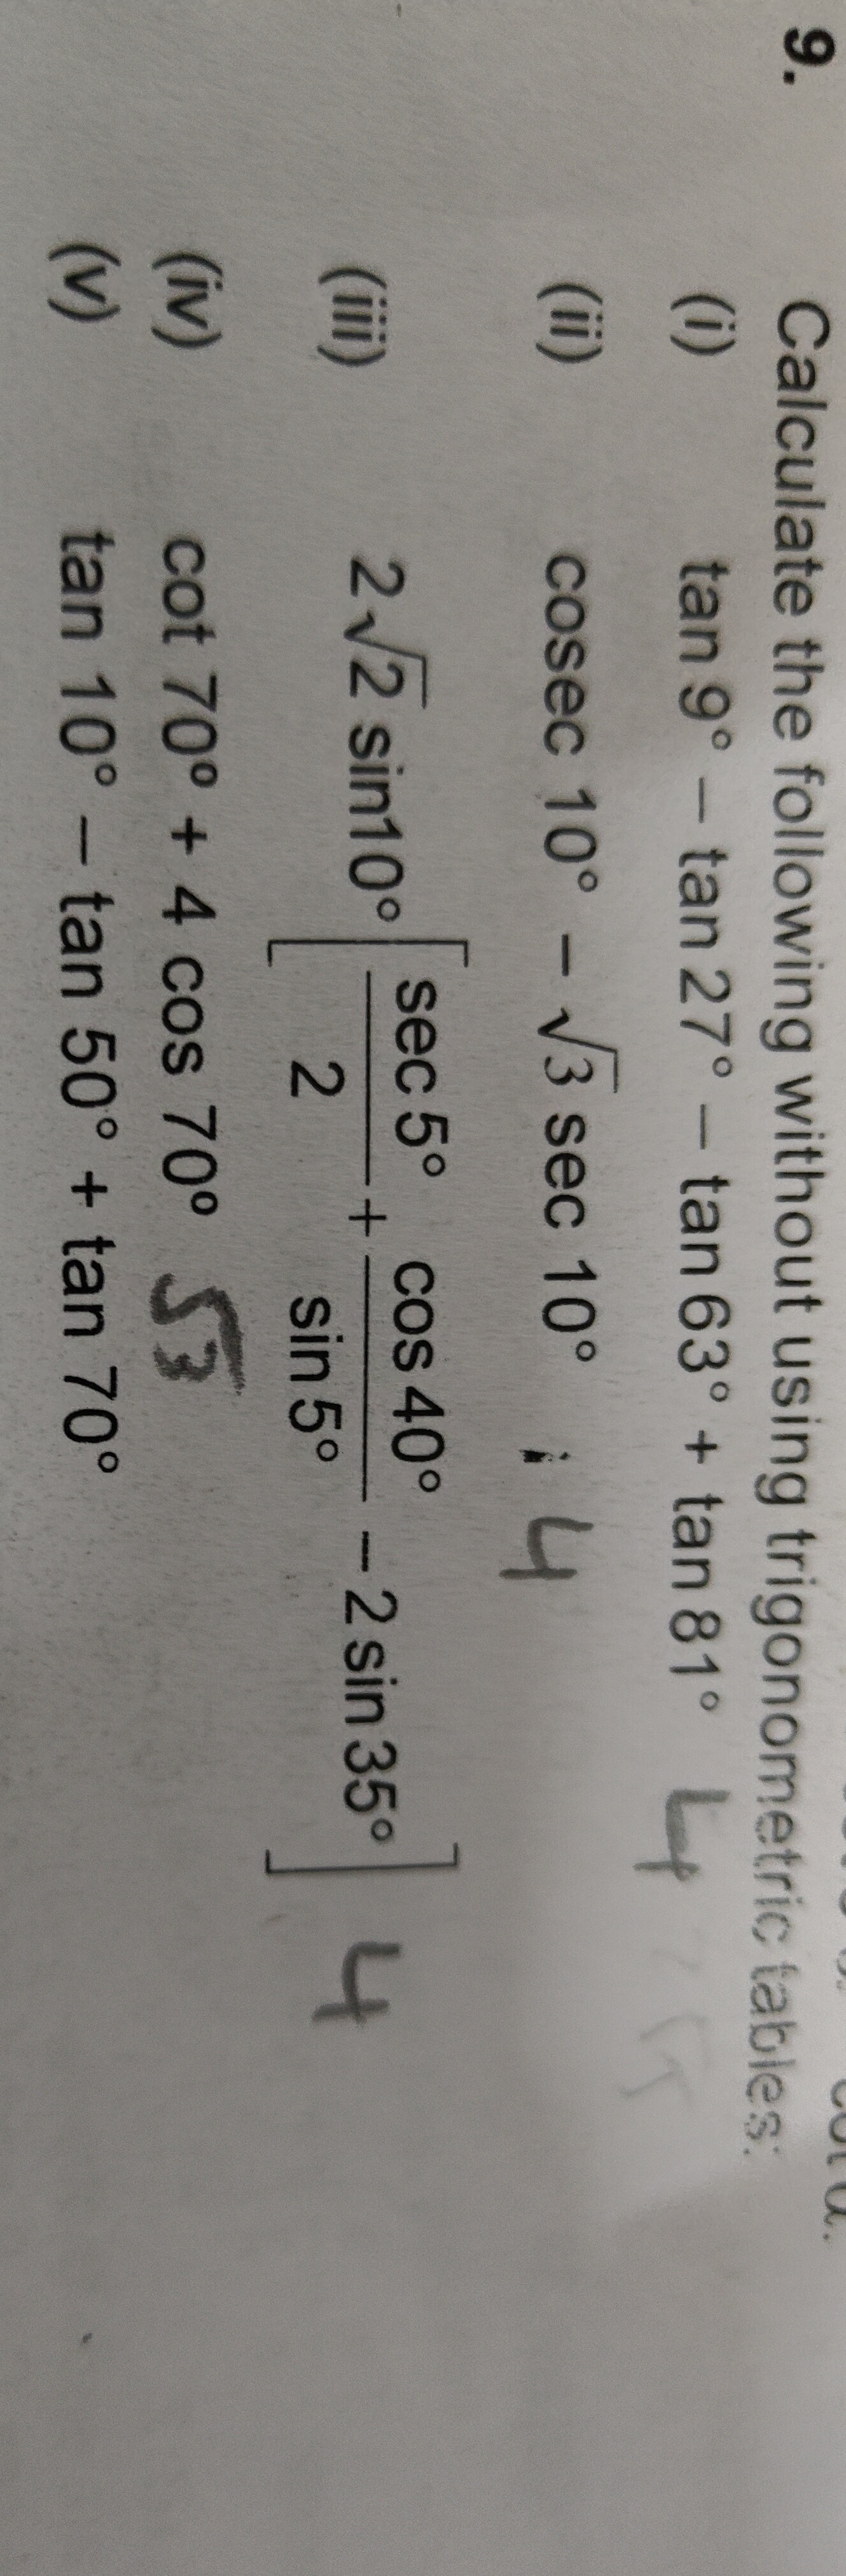 9. Calculate the following without using trigonometric tables:
(i) tan 9° – tan 27° – tan 63° + tan 81° 4
(ii) cosec 10° – √3 sec 10° 4
(iii) 2√2 sin10° [ sec 5° / 2 + cos 40° / sin 5° – 2 sin 35° ] 4
(iv) cot 70° + 4 cos 70° √3
(v) tan 10° – tan 50° + tan 70°